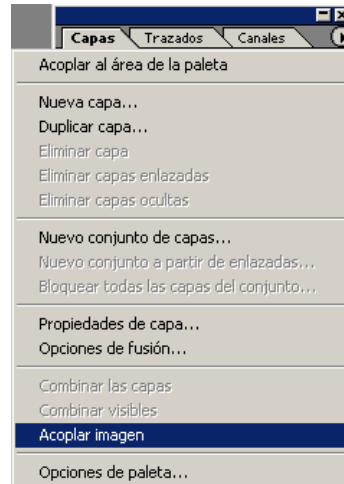 Capas Trazados Canales
Acoplar al área de la paleta
Nueva capa...
Duplicar capa...
Eliminar capa
Eliminar capas enlazadas
Eliminar capas ocultas
Nuevo conjunto de capas...
Nuevo conjunto a partir de enlazadas...
Bloquear todas las capas del conjunto...
Propiedades de capa...
Opciones de fusión...
Combinar las capas
Combinar visibles
Acoplar imagen
Opciones de paleta...